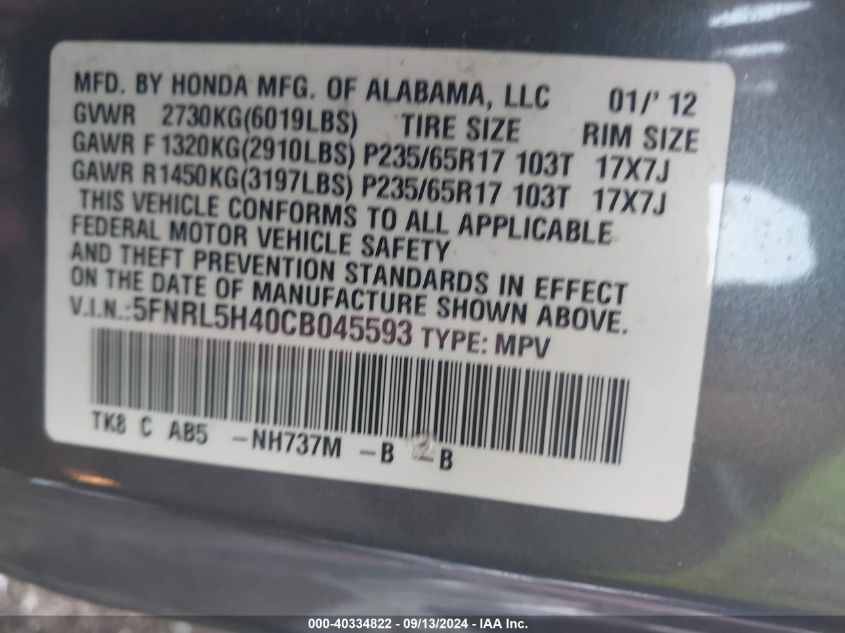 MFD. BY HONDA MFG. OF ALABAMA, LLC 01/' 12
GVWR 2730KG(6019LBS) TIRE SIZE RIM SIZE
GAWR F 1320KG(2910LBS) P235/65R17 103T 17X7J
GAWR R1450KG(3197LBS) P235/65R17 103T 17X7J
THIS VEHICLE CONFORMS TO ALL APPLICABLE
FEDERAL MOTOR VEHICLE SAFETY
AND THEFT PREVENTION STANDARDS IN EFFECT
ON THE DATE OF MANUFACTURE SHOWN ABOVE.
V.I.N.:5FNRL5H40CB045593 TYPE: MPV
TK8 C AB5 -NH737M -B -B
000-40334822 - 09/13/2024 - IAA Inc.